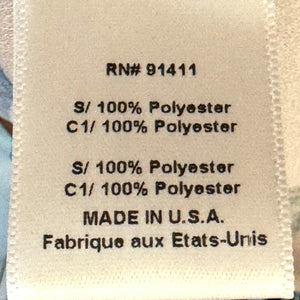 RN# 91411
S/ 100% Polyester
C1/ 100% Polyester
S/ 100% Polyester
C1/ 100% Polyester
MADE IN U.S.A.
Fabrique aux Etats-Unis